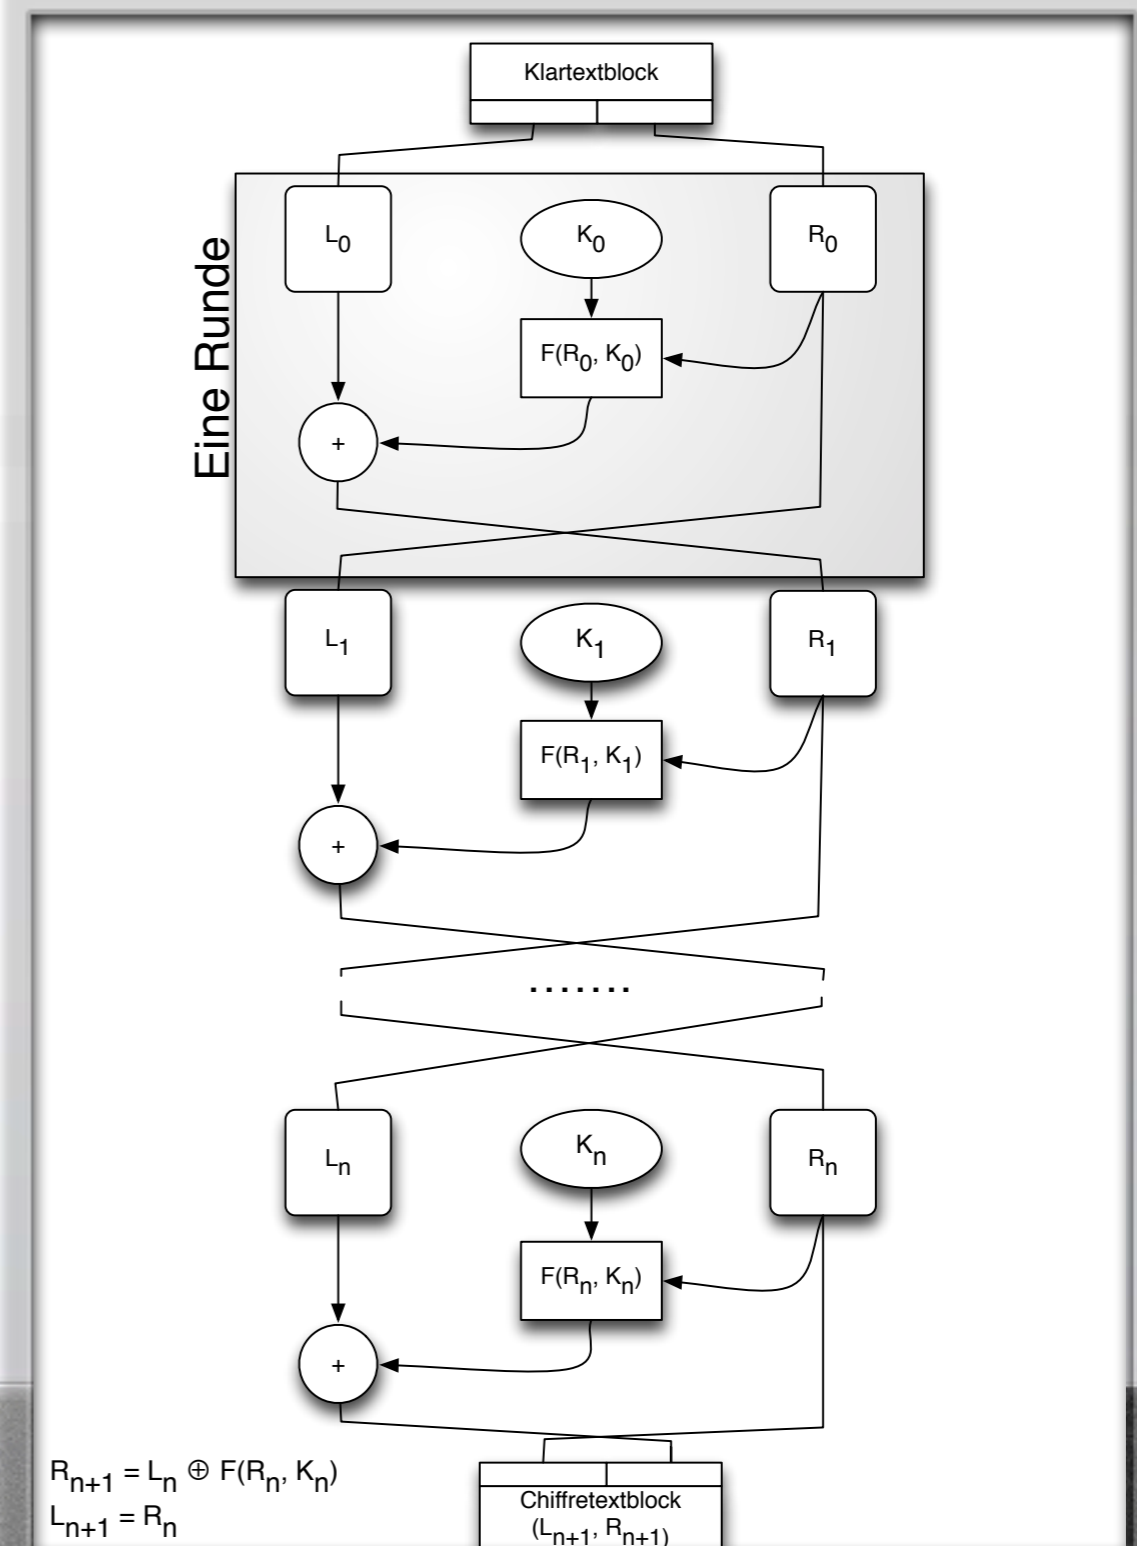 Klartextblock
Eine Runde
L0
K0
R0
F(R0, K0)
+
L1
K1
R1
F(R1, K1)
+
.......
Ln
Kn
Rn
F(Rn, Kn)
+
Rn+1 = Ln ⊕ F(Rn, Kn)
Ln+1 = Rn
Chiffretextblock
(Ln+1, Rn+1)